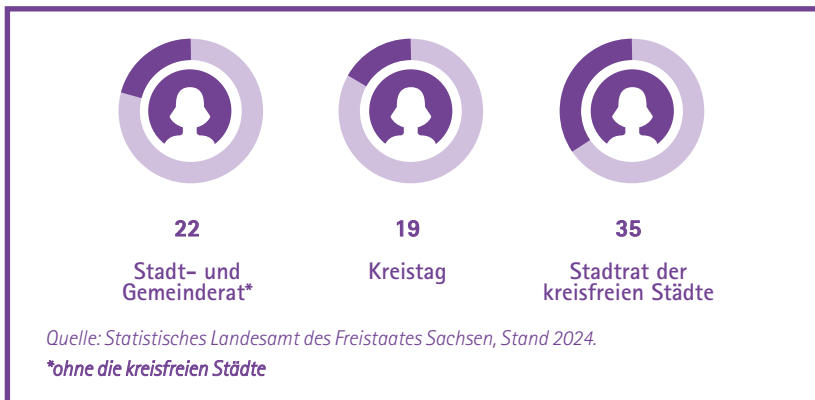 22
Stadt- und
Gemeinderat*
19
Kreistag
35
Stadtrat der
kreisfreien Städte
Quelle: Statistisches Landesamt des Freistaates Sachsen, Stand 2024.
*ohne die kreisfreien Städte